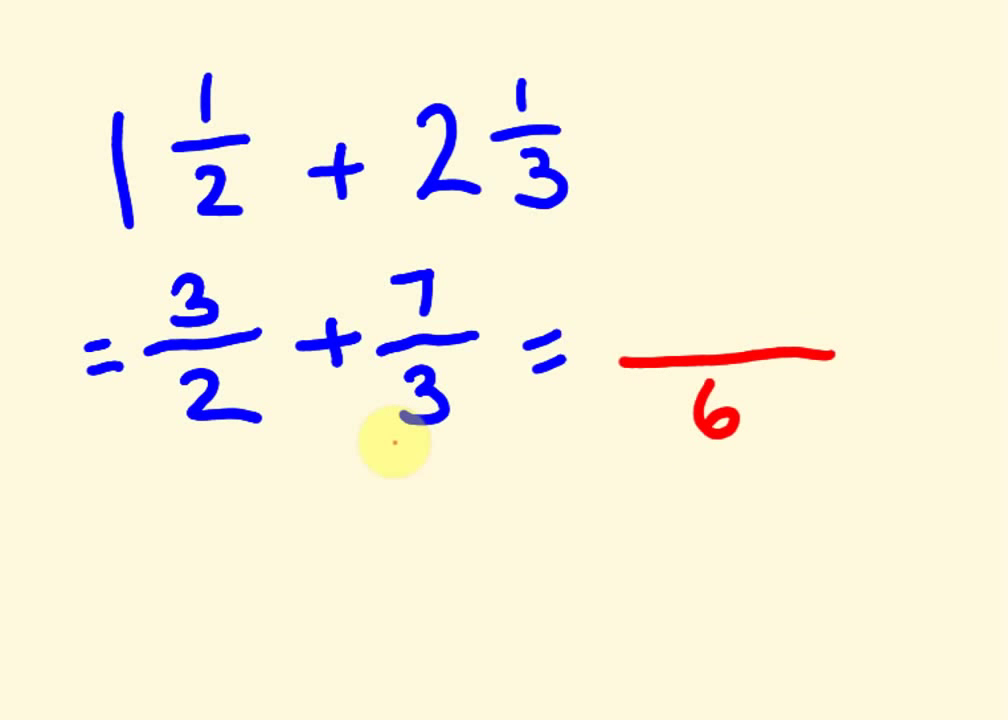 1 1/2 + 2 1/3
= 3/2 + 7/3 = /6